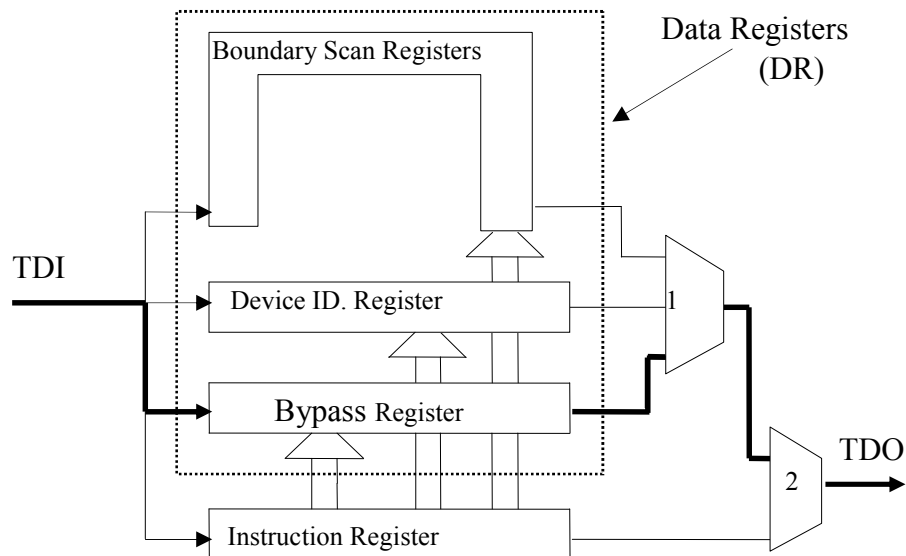 Boundary Scan Registers
Data Registers
(DR)
TDI
Device ID. Register
1
Bypass Register
2
TDO
Instruction Register